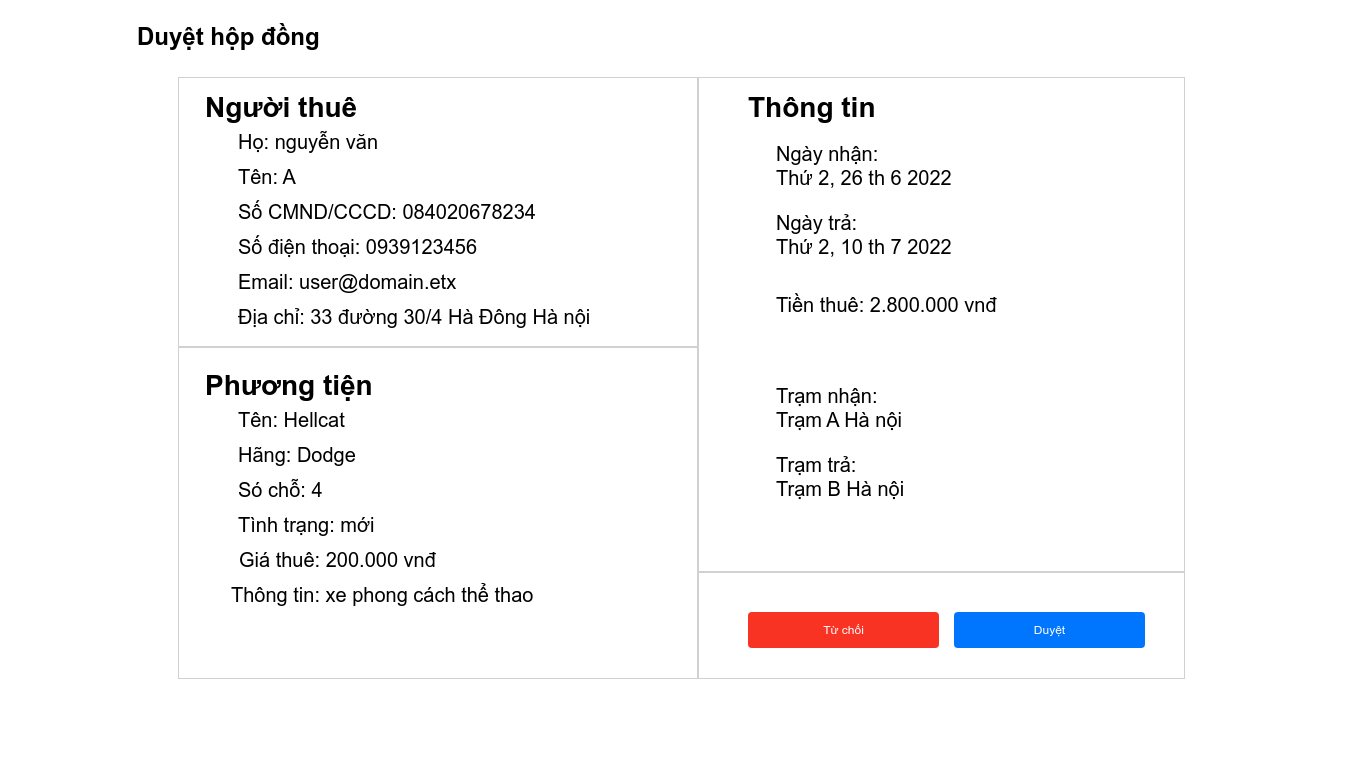 Duyệt hộp đồng
Người thuê
Họ: nguyễn văn
Tên: A
Số CMND/CCCD: 084020678234
Số điện thoại: 0939123456
Email: user@domain.etx
Địa chỉ: 33 đường 30/4 Hà Đông Hà nội
Phương tiện
Tên: Hellcat
Hãng: Dodge
Só chỗ: 4
Tình trạng: mới
Giá thuê: 200.000 vnđ
Thông tin: xe phong cách thể thao
Thông tin
Ngày nhận:
Thứ 2, 26 th 6 2022
Ngày trả:
Thứ 2, 10 th 7 2022
Tiền thuê: 2.800.000 vnđ
Trạm nhận:
Trạm A Hà nội
Trạm trả:
Trạm B Hà nội
Từ chối
Duyệt